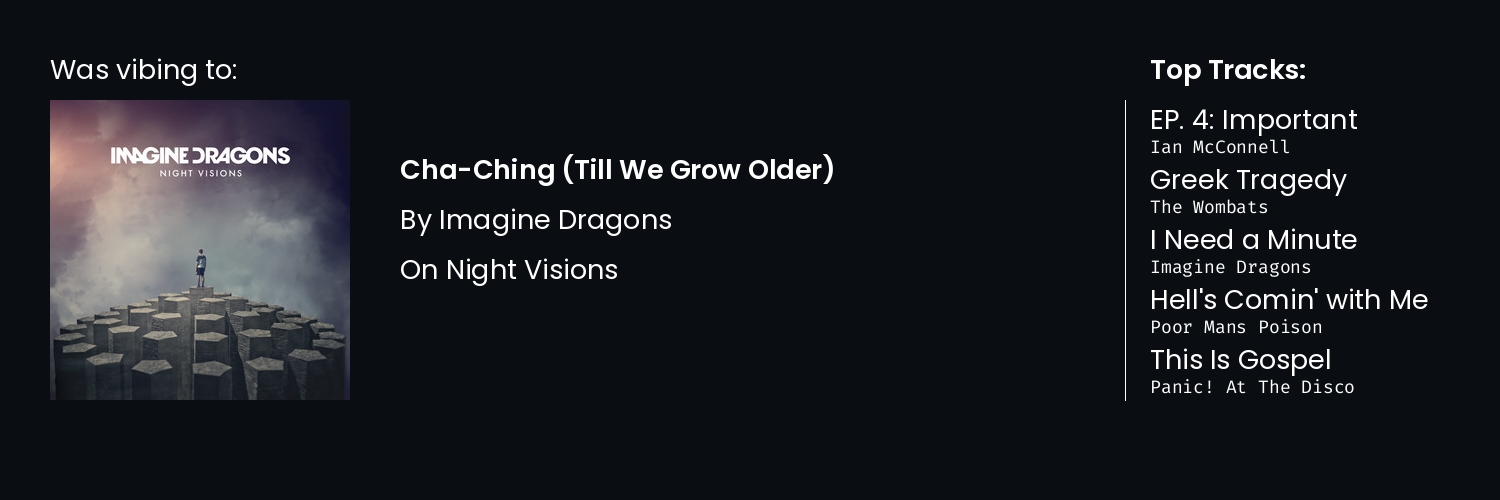 Was vibing to:
IMAGINE DRAGONS
NIGHT VISIONS
Cha-Ching (Till We Grow Older)
By Imagine Dragons
On Night Visions
Top Tracks:
EP. 4: Important
Ian McConnell
Greek Tragedy
The Wombats
I Need a Minute
Imagine Dragons
Hell's Comin' with Me
Poor Mans Poison
This Is Gospel
Panic! At The Disco